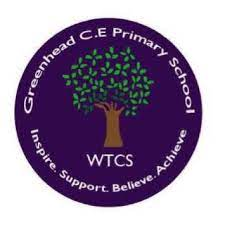 Greenhead C.E Primary School
WTCS
Inspire. Support. Believe. Achieve